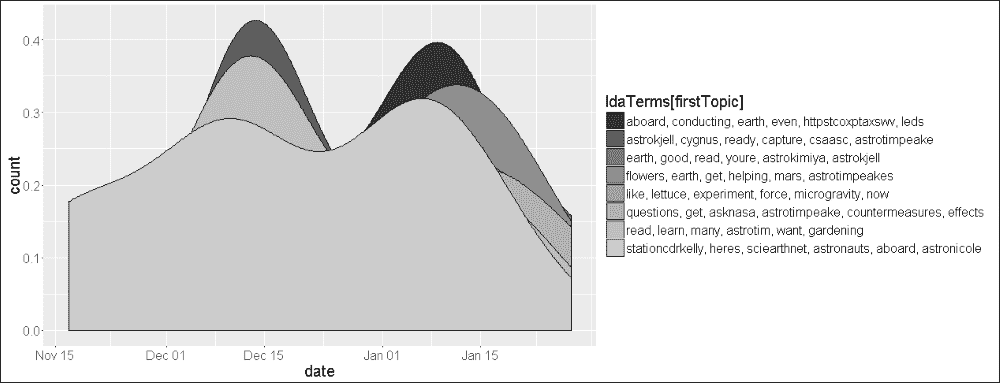 0.4
0.3
0.2
0.1
0.0
count
Nov 15
Dec 01
Dec 15
Jan 01
Jan 15
date
ldaTerms[firstTopic]
aboard, conducting, earth, even, httpstcoxptaxsww, leds
astrokjell, cygnus, ready, capture, csaasc, astrotimpeake
earth, good, read, youre, astrokimiya, astrokjell
flowers, earth, get, helping, mars, astrotimpeakes
like, lettuce, experiment, force, microgravity, now
questions, get, asknasa, astrotimpeake, countermeasures, effects
read, learn, many, astrotim, want, gardening
stationcdrkelly, heres, sciearthnet, astronauts, aboard, astronicole